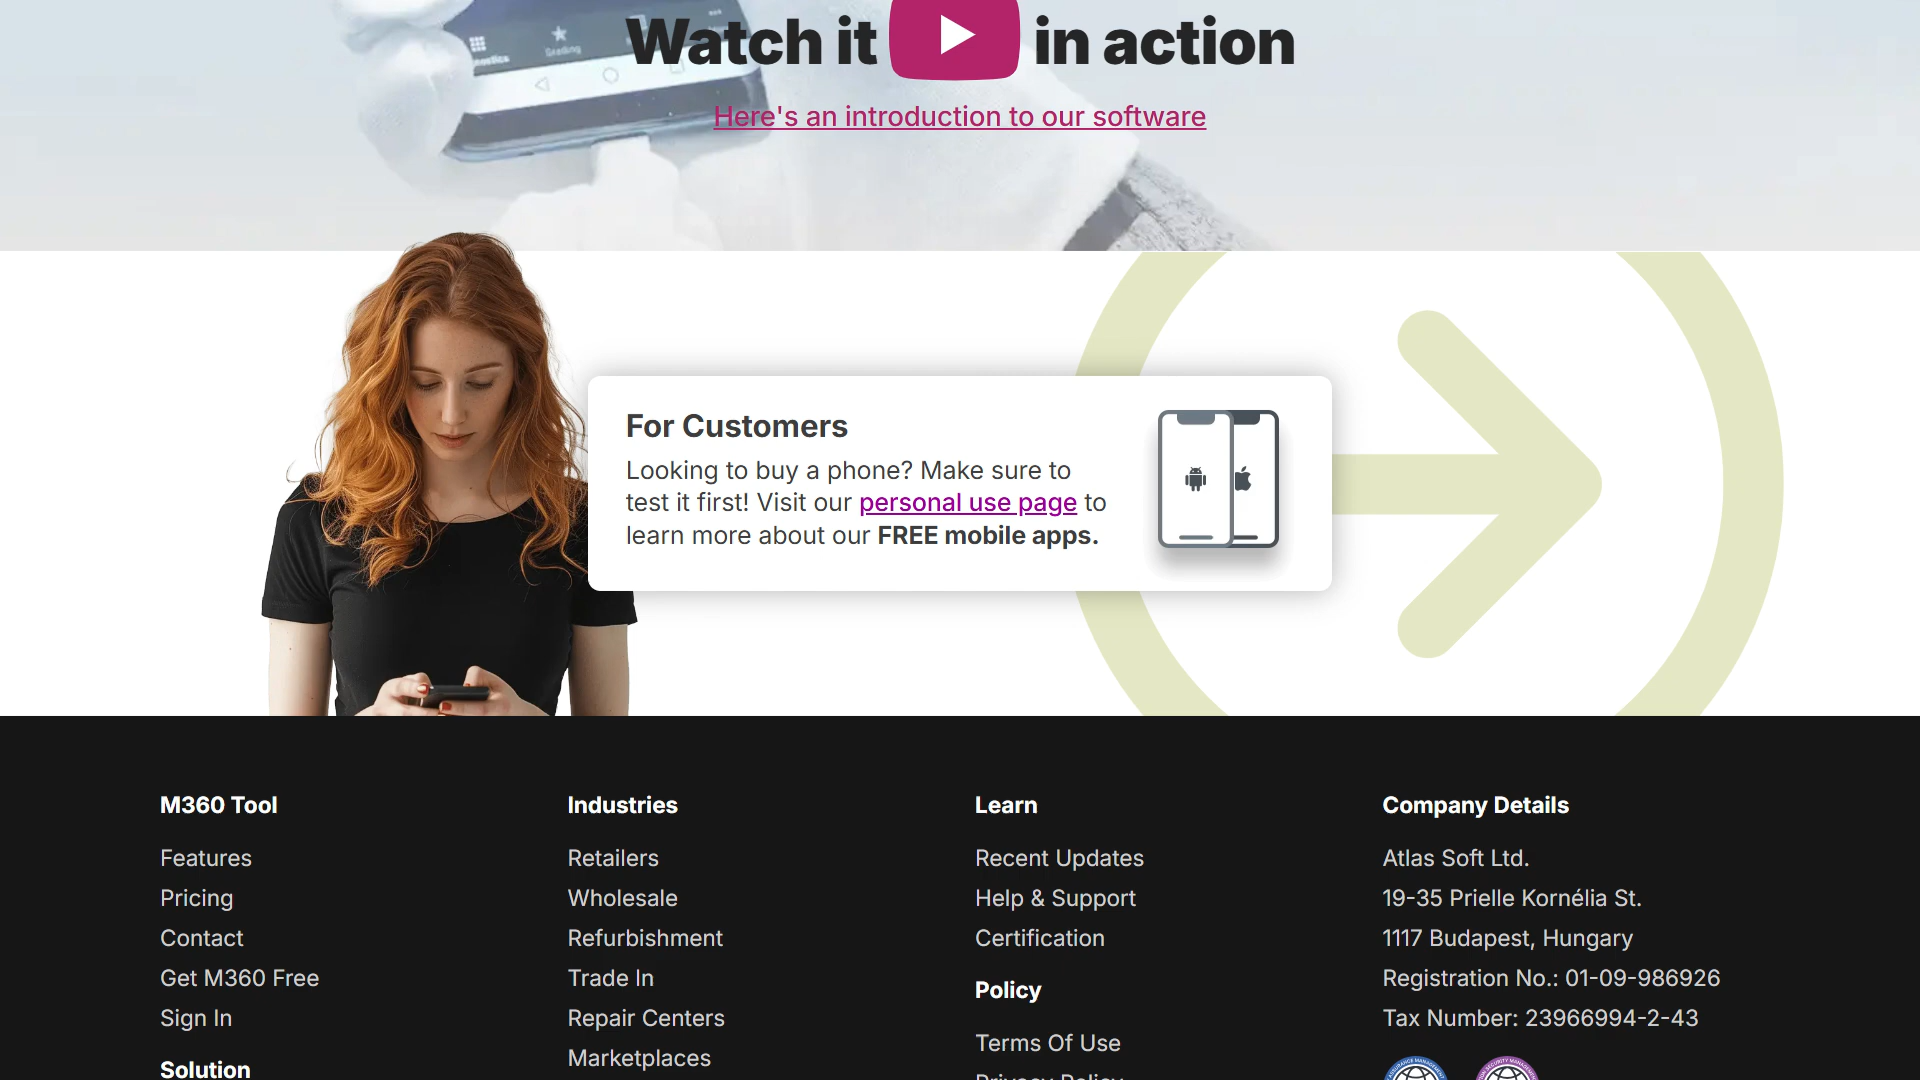 Watch it in action
Here's an introduction to our software
For Customers
Looking to buy a phone? Make sure to
test it first! Visit our personal use page to
learn more about our FREE mobile apps.
M360 Tool
Features
Pricing
Contact
Get M360 Free
Sign In
Solution
Industries
Retailers
Wholesale
Refurbishment
Trade In
Repair Centers
Marketplaces
Learn
Recent Updates
Help & Support
Certification
Policy
Terms Of Use
Privacy Policy
Company Details
Atlas Soft Ltd.
19-35 Prielle Kornélia St.
1117 Budapest, Hungary
Registration No.: 01-09-986926
Tax Number: 23966994-2-43